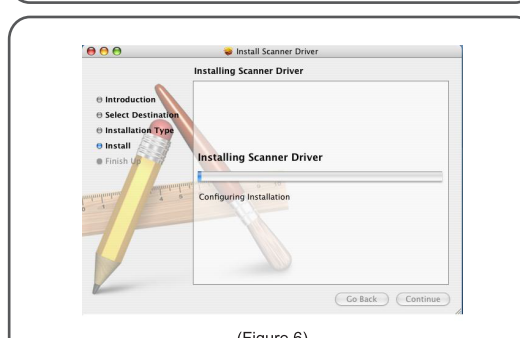 Install Scanner Driver
Installing Scanner Driver
Introduction
Select Destination
Installation Type
Install
Finish Up
Installing Scanner Driver
Configuring Installation
Go Back
Continue
(Figure 6)